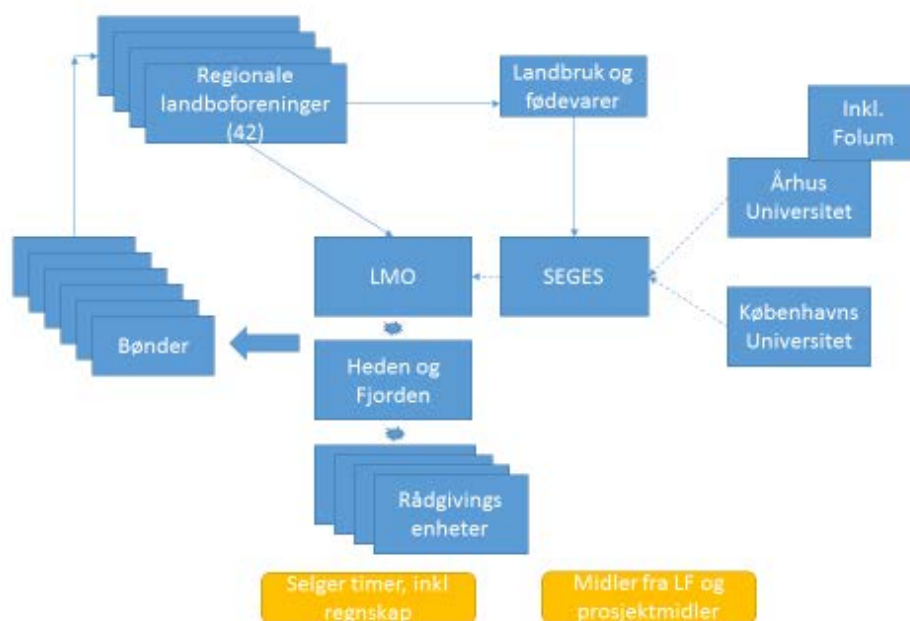 Regionale
landboforeninger
(42)
Landbruk og
fødevarer
Inkl.
Folum
Århus
Universitet
LMO
SEGES
Københavns
Universitet
Bønder
Heden og
Fjorden
Rådgivings
enheter
Selger timer, inkl
regnskap
Midler fra LF og
prosjektmidler